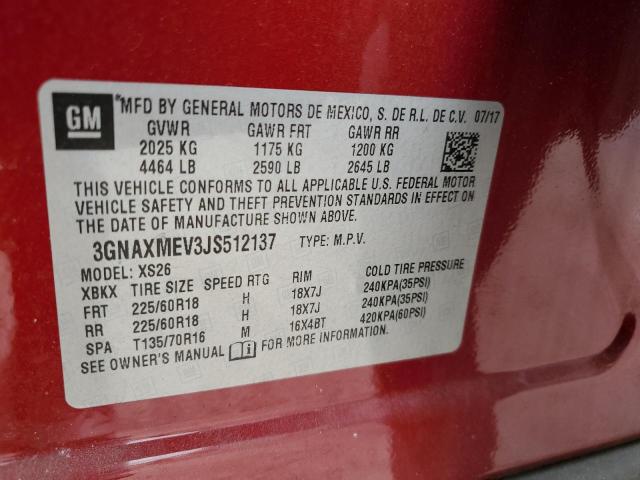 GM
*MFD BY GENERAL MOTORS DE MEXICO, S. DE R.L. DE C.V. 07/17
GVWR GAWR FRT GAWR RR
2025 KG 1175 KG 1200 KG
4464 LB 2590 LB 2645 LB
THIS VEHICLE CONFORMS TO ALL APPLICABLE U.S. FEDERAL MOTOR
VEHICLE SAFETY AND THEFT PREVENTION STANDARDS IN EFFECT ON
THE DATE OF MANUFACTURE SHOWN ABOVE.
3GNAXMEV3JS512137 TYPE: M.P.V.
MODEL: XS26
XBKX TIRE SIZE SPEED RTG RIM COLD TIRE PRESSURE
FRT 225/60R18 H 18X7J 240KPA(35PSI)
RR 225/60R18 H 18X7J 240KPA(35PSI)
SPA T135/70R16 M 16X4BT 420KPA(60PSI)
SEE OWNER'S MANUAL i FOR MORE INFORMATION.